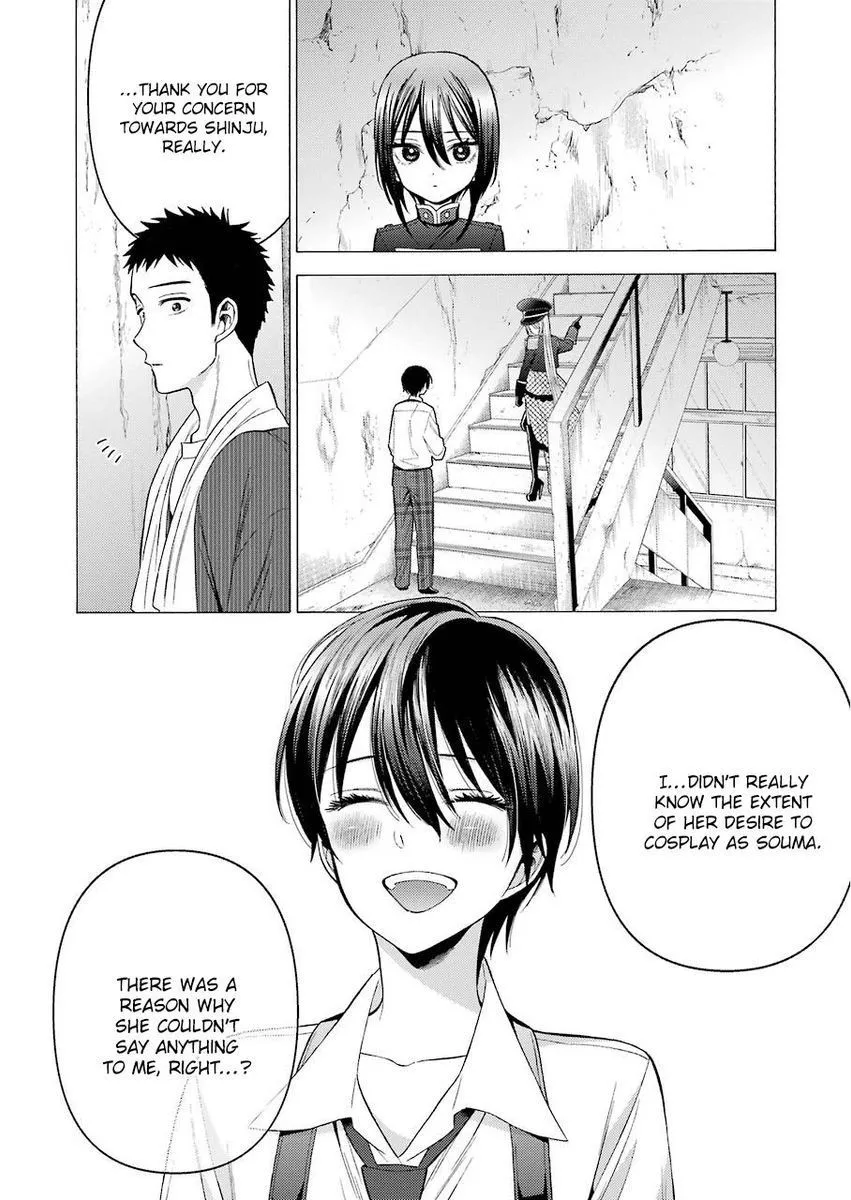 ...THANK YOU FOR
YOUR CONCERN
TOWARDS SHINJU,
REALLY.
I...DIDN'T REALLY
KNOW THE EXTENT
OF HER DESIRE TO
COSPLAY AS SOUMA.
THERE WAS A
REASON WHY
SHE COULDN'T
SAY ANYTHING
TO ME, RIGHT...?